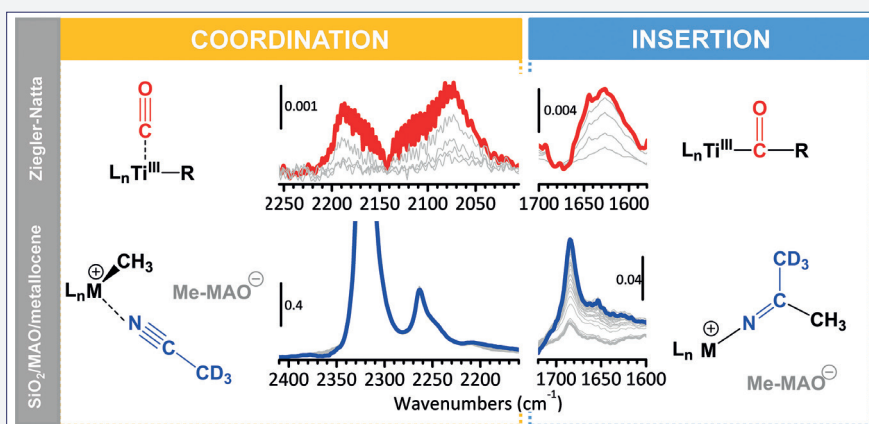 COORDINATION
INSERTION
Ziegler-Natta
O
C
LnTiIII—R
0.001
2250 2200 2150 2100 2050
0.004
1700 1650 1600
O
LnTiIII—C—R
SiO2/MAO/metallocene
⊕
CH3
LnM
Me-MAO⊖
N
C
CD3
0.4
2400 2350 2300 2250 2200
0.04
1700 1650 1600
Wavenumbers (cm-1)
CD3
⊕
N
C
CH3
Ln M
Me-MAO⊖